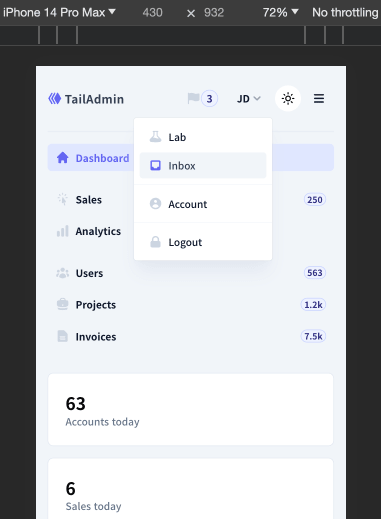 iPhone 14 Pro Max 430 × 932 72% No throttling
TailAdmin 3 JD
Lab
Inbox
Account
Logout
Dashboard
Sales 250
Analytics
Users 563
Projects 1.2k
Invoices 7.5k
63
Accounts today
6
Sales today